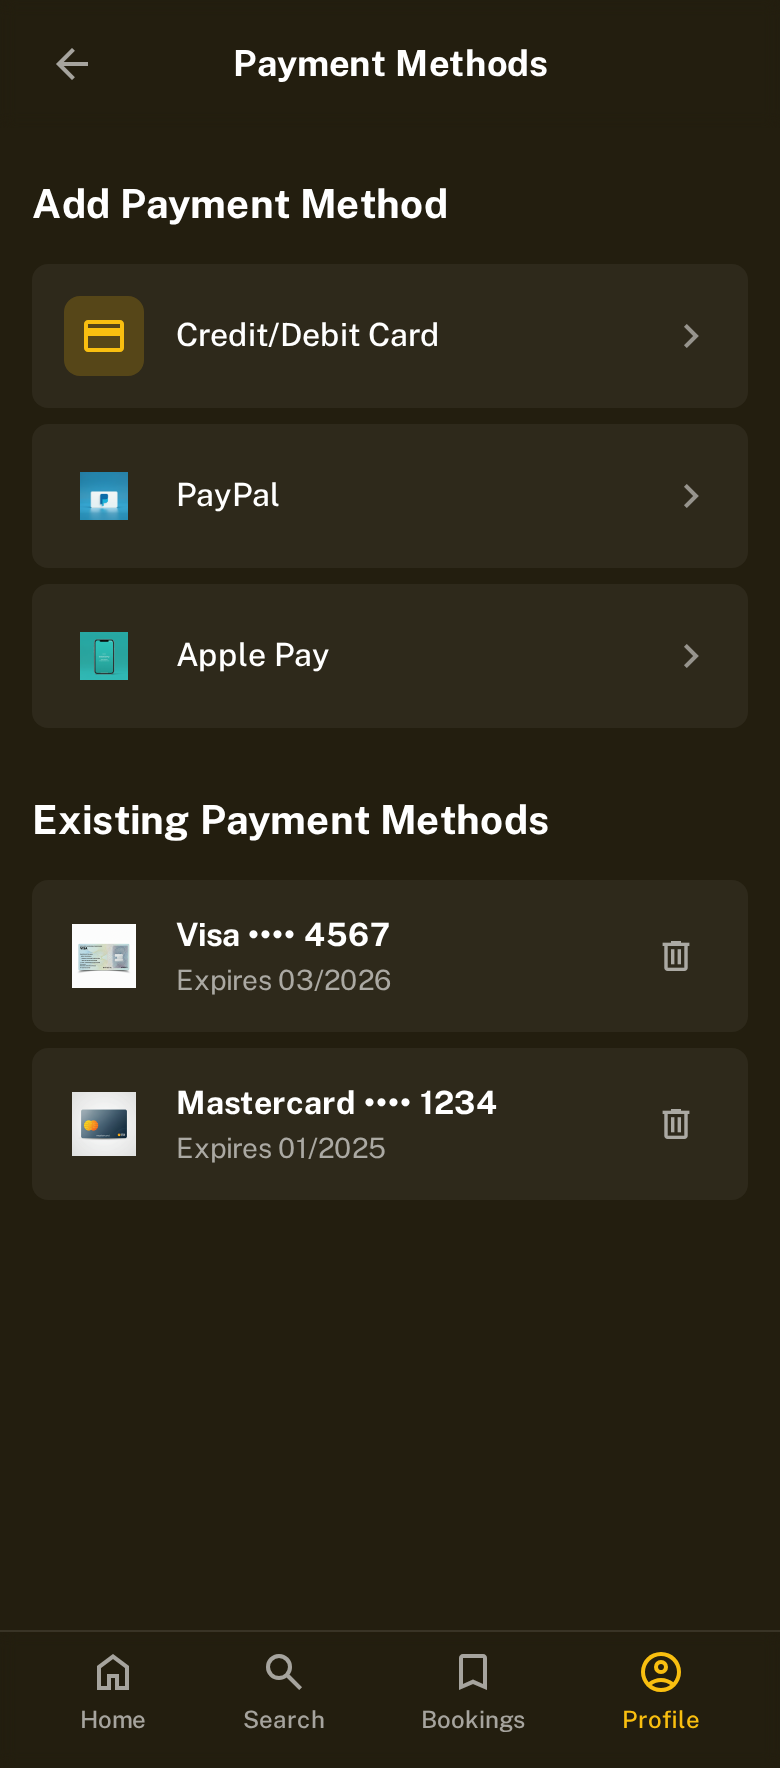 Payment Methods
Add Payment Method
Credit/Debit Card
PayPal
Apple Pay
Existing Payment Methods
Visa •••• 4567
Expires 03/2026
Mastercard •••• 1234
Expires 01/2025
Home
Search
Bookings
Profile